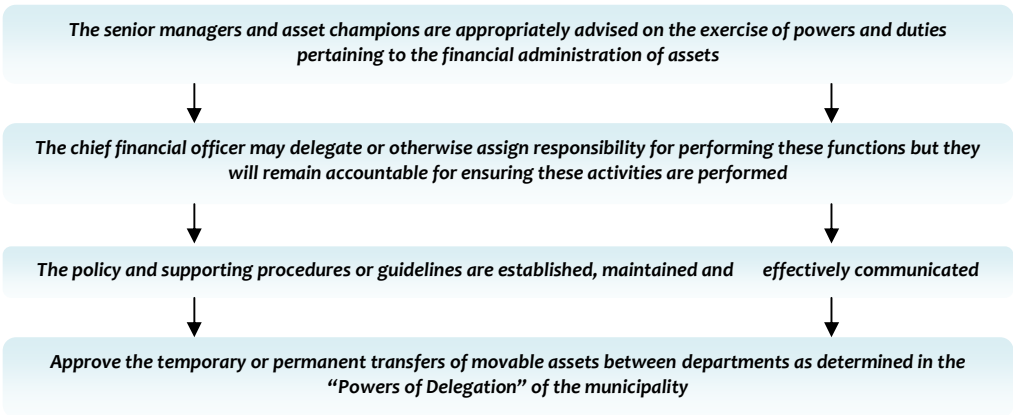 The senior managers and asset champions are appropriately advised on the exercise of powers and duties
pertaining to the financial administration of assets
The chief financial officer may delegate or otherwise assign responsibility for performing these functions but they
will remain accountable for ensuring these activities are performed
The policy and supporting procedures or guidelines are established, maintained and effectively communicated
Approve the temporary or permanent transfers of movable assets between departments as determined in the
“Powers of Delegation” of the municipality